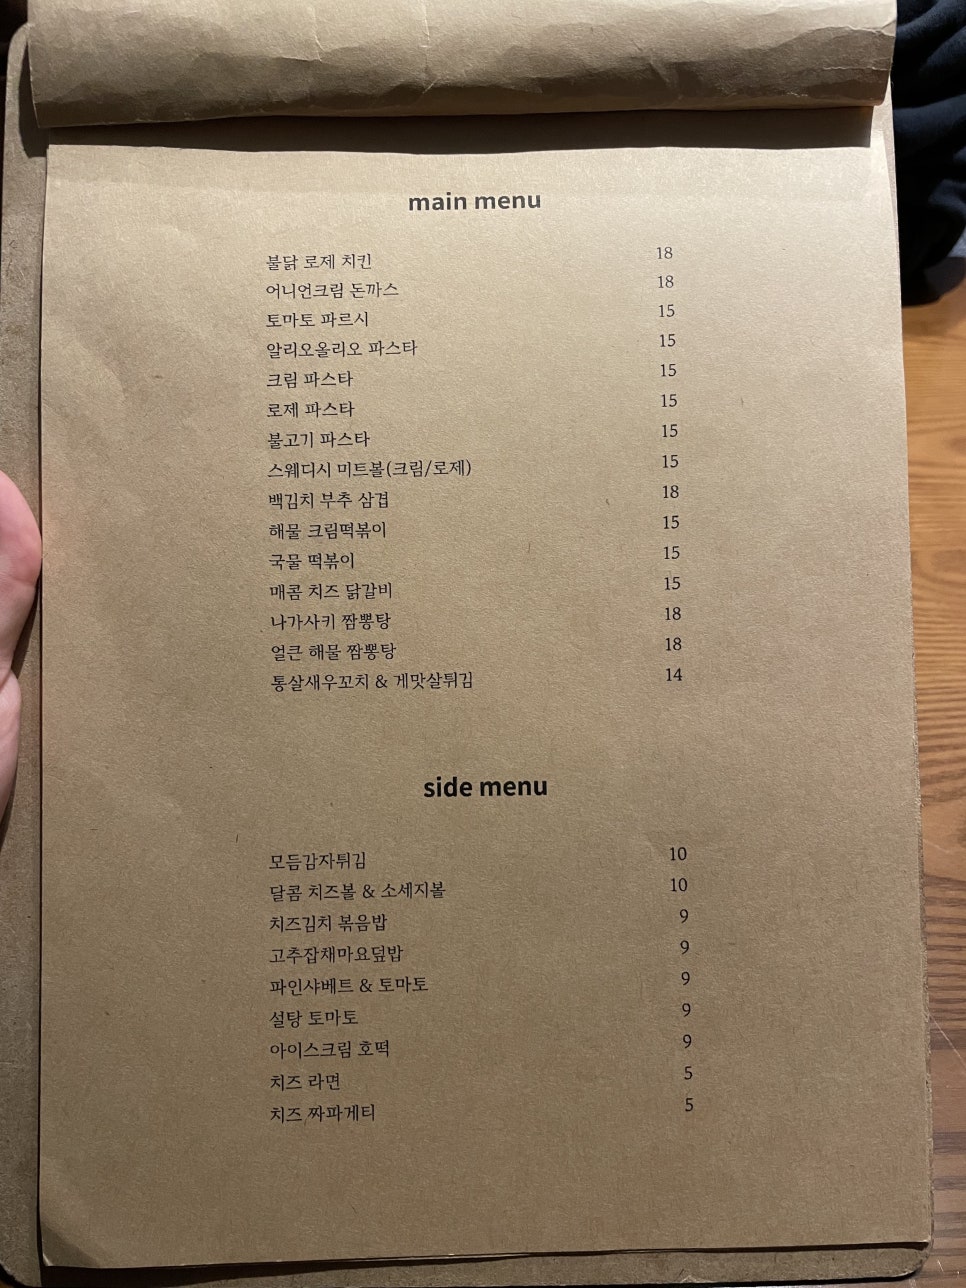 main menu
불닭 로제 치킨 18
어니언크림 돈까스 18
토마토 파르시 15
알리오올리오 파스타 15
크림 파스타 15
로제 파스타 15
불고기 파스타 15
스웨디시 미트볼(크림/로제) 15
백김치 부추 삼겹 18
해물 크림떡볶이 15
국물 떡볶이 15
매콤 치즈 닭갈비 15
나가사키 짬뽕탕 18
얼큰 해물 짬뽕탕 18
통살새우꼬치 & 게맛살튀김 14
side menu
모듬감자튀김 10
달콤 치즈볼 & 소세지볼 10
치즈김치 볶음밥 9
고추잡채마요덮밥 9
파인샤베트 & 토마토 9
설탕 토마토 9
아이스크림 호떡 9
치즈 라면 5
치즈 짜파게티 5